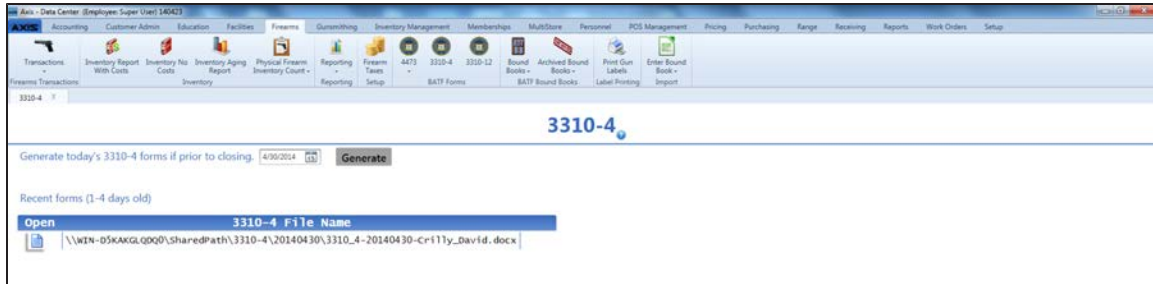 Axis - Data Center (Employee: Super User) 140423
AXIS Accounting Customer Admin Education Facilities Firearms Gunsmithing Inventory Management Memberships MultiStore Personnel POS Management Pricing Purchasing Range Receiving Reports Work Orders Setup
Transactions Inventory Report With Costs Inventory No Costs Inventory Aging Report Physical Firearm Inventory Count Reporting Firearm Taxes 4473 3310-4 3310-12 Bound Books Archived Bound Books Print Gun Labels Enter Bound Book
Firearms Transactions Inventory Reporting Setup BATF Forms BATF Bound Books Label Printing Import
3310-4 X
3310-4
Generate today's 3310-4 forms if prior to closing. 4/30/2014 15 Generate
Recent forms (1-4 days old)
Open 3310-4 File Name
\\WIN-D5KAKGLQDQ0\SharedPath\3310-4\20140430\3310_4-20140430-Crilly_David.docx